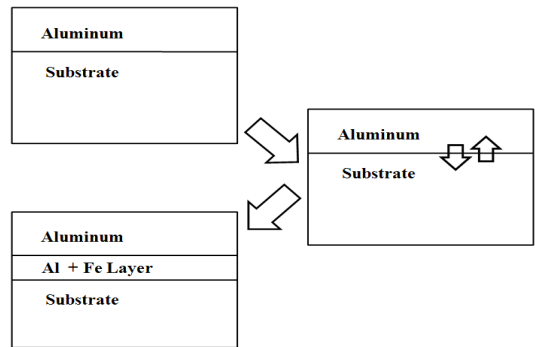 Aluminum
Substrate
Aluminum
Substrate
Aluminum
Al + Fe Layer
Substrate